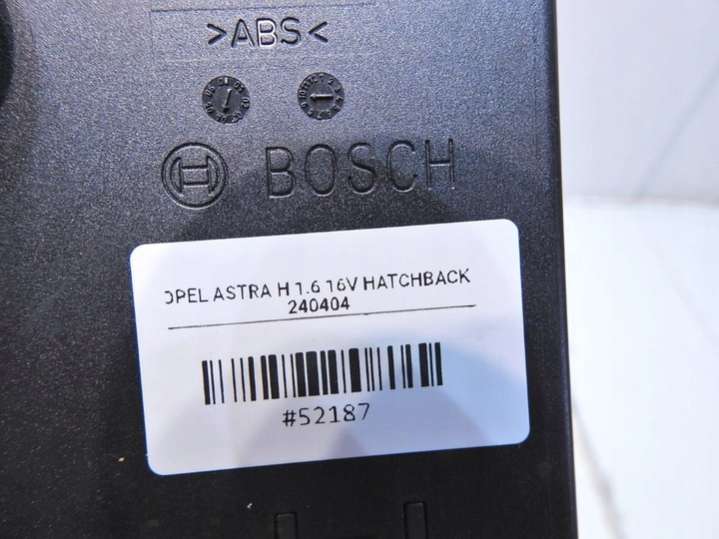 >ABS<
BOSCH
OPEL ASTRA H 1.6 16V HATCHBACK
240404
#52187